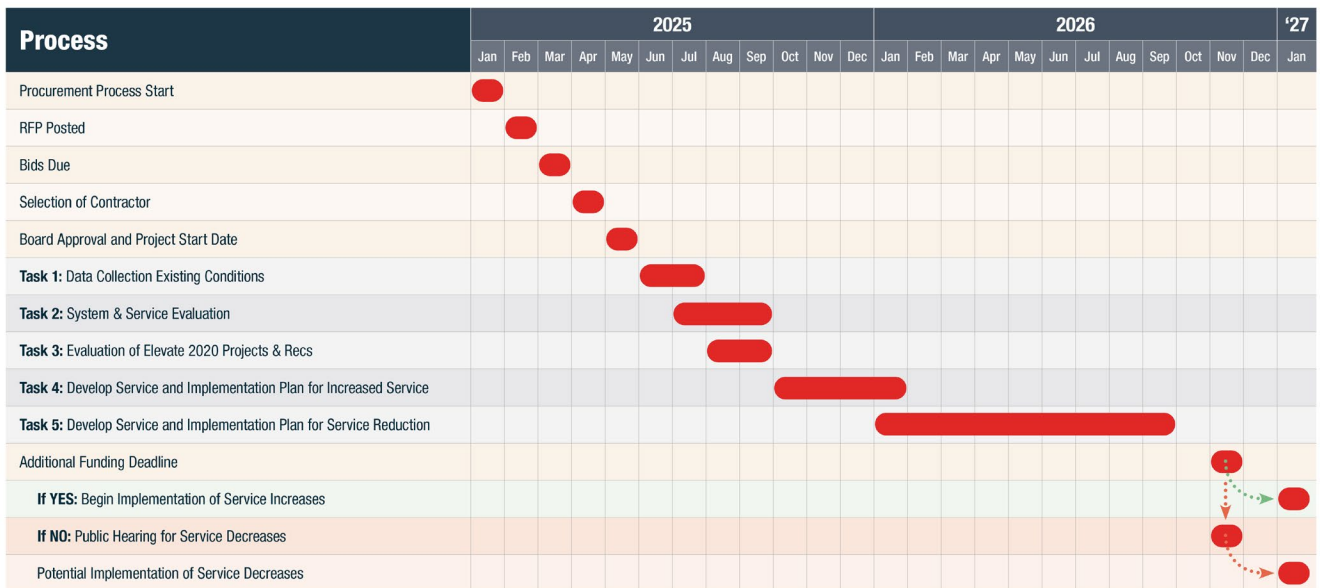 Process
2025 2026 ‘27
Jan Feb Mar Apr May Jun Jul Aug Sep Oct Nov Dec Jan Feb Mar Apr May Jun Jul Aug Sep Oct Nov Dec Jan
Procurement Process Start
RFP Posted
Bids Due
Selection of Contractor
Board Approval and Project Start Date
Task 1: Data Collection Existing Conditions
Task 2: System & Service Evaluation
Task 3: Evaluation of Elevate 2020 Projects & Recs
Task 4: Develop Service and Implementation Plan for Increased Service
Task 5: Develop Service and Implementation Plan for Service Reduction
Additional Funding Deadline
If YES: Begin Implementation of Service Increases
If NO: Public Hearing for Service Decreases
Potential Implementation of Service Decreases